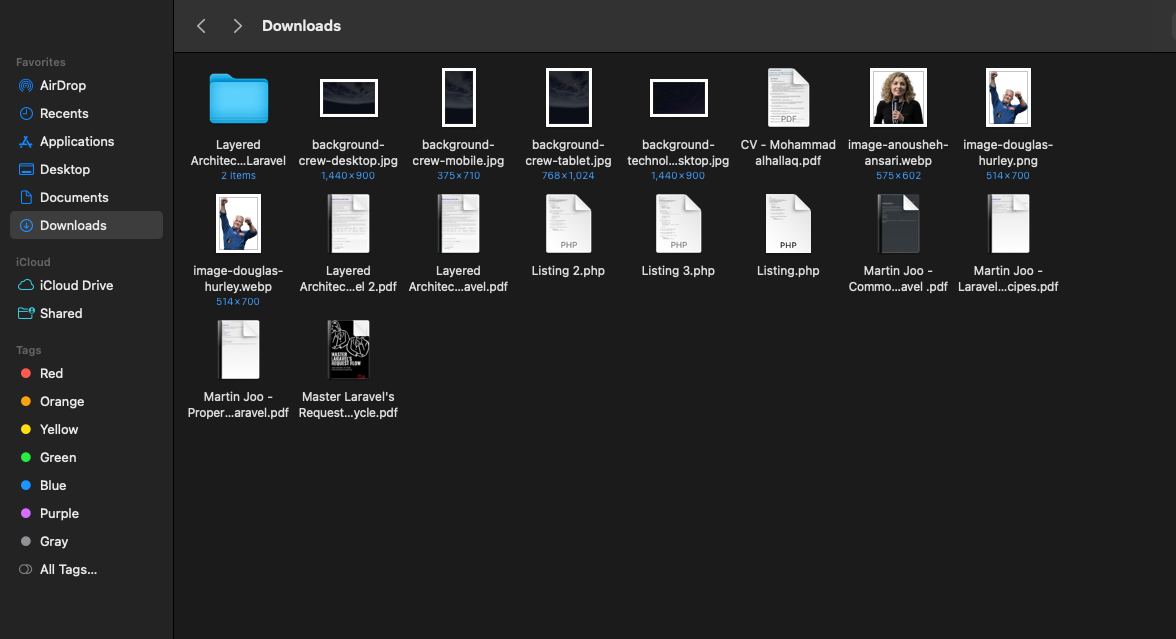 Downloads
Favorites
AirDrop
Recents
Applications
Desktop
Documents
Downloads
iCloud
iCloud Drive
Shared
Tags
Red
Orange
Yellow
Green
Blue
Purple
Gray
All Tags...
Layered
Architec...Laravel
2 items
background-
crew-desktop.jpg
1,440×900
background-
crew-mobile.jpg
375×710
background-
crew-tablet.jpg
768×1,024
background-
technol...sktop.jpg
1,440×900
PDF
CV - Mohammad
alhallaq.pdf
image-anousheh-
ansari.webp
575×602
image-douglas-
hurley.png
514×700
image-douglas-
hurley.webp
514×700
Layered
Architec...el 2.pdf
Layered
Architec...avel.pdf
PHP
Listing 2.php
PHP
Listing 3.php
PHP
Listing.php
Martin Joo -
Commo...avel .pdf
Martin Joo -
Laravel...cipes.pdf
Martin Joo -
Proper...aravel.pdf
MASTER
LARAVEL'S
REQUEST FLOW
Master Laravel's
Request...ycle.pdf